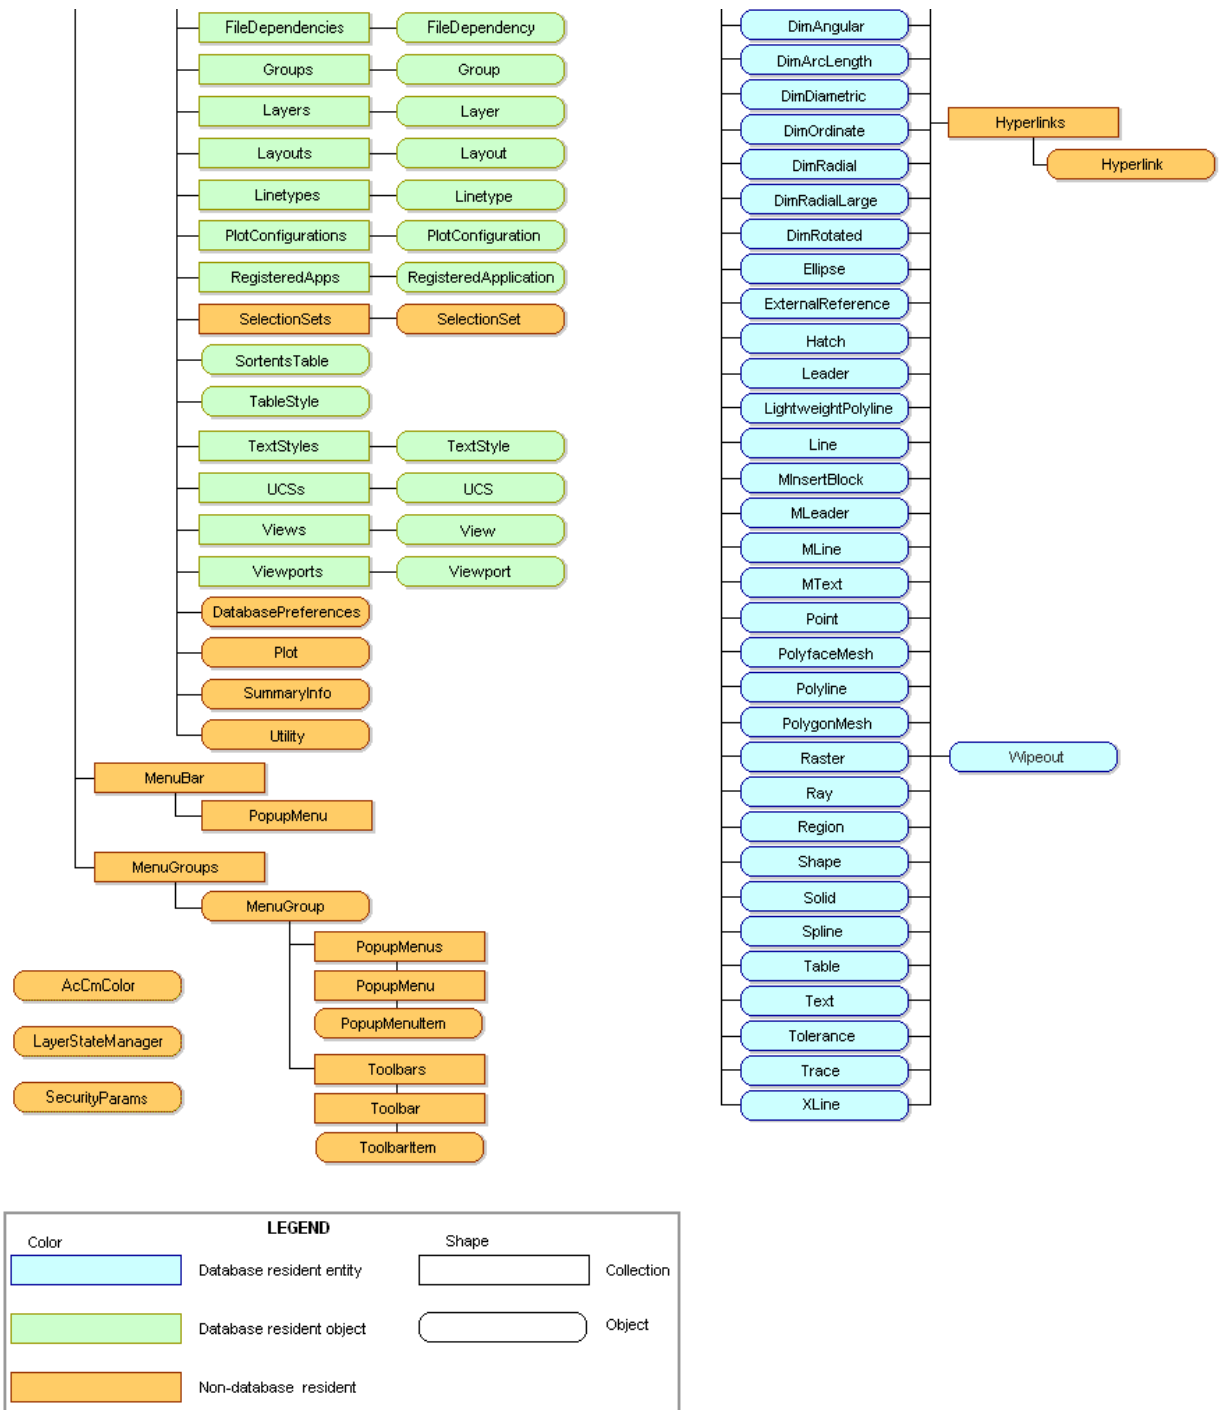 FileDependencies
FileDependency
Groups
Group
Layers
Layer
Layouts
Layout
Linetypes
Linetype
PlotConfigurations
PlotConfiguration
RegisteredApps
RegisteredApplication
SelectionSets
SelectionSet
SortentsTable
TableStyle
TextStyles
TextStyle
UCSs
UCS
Views
View
Viewports
Viewport
DatabasePreferences
Plot
SummaryInfo
Utility
MenuBar
PopupMenu
MenuGroups
MenuGroup
PopupMenus
PopupMenu
PopupMenuItem
Toolbars
Toolbar
ToolbarItem
AcCmColor
LayerStateManager
SecurityParams
DimAngular
DimArcLength
DimDiametric
DimOrdinate
DimRadial
DimRadialLarge
DimRotated
Ellipse
ExternalReference
Hatch
Leader
LightweightPolyline
Line
MInsertBlock
MLeader
MLine
MText
Point
PolyfaceMesh
Polyline
PolygonMesh
Raster
Ray
Region
Shape
Solid
Spline
Table
Text
Tolerance
Trace
XLine
Hyperlinks
Hyperlink
Wipeout
LEGEND
Color
Shape
Database resident entity
Collection
Database resident object
Object
Non-database resident